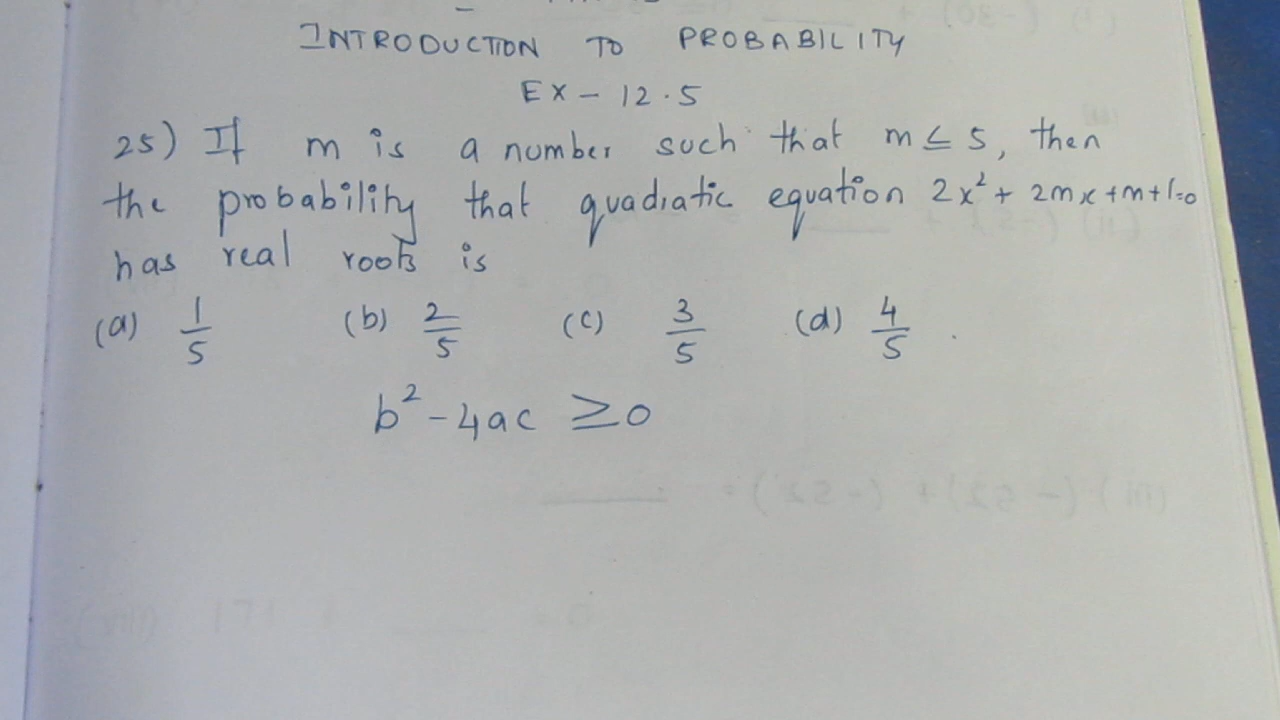 INTRODUCTION TO PROBABILITY
EX - 12.5
25) If m is a number such that m ≤ 5, then
the probability that quadratic equation 2x² + 2mx + m + 1 = 0
has real roots is
(a) 1/5 (b) 2/5 (c) 3/5 (d) 4/5.
b² - 4ac ≥ 0